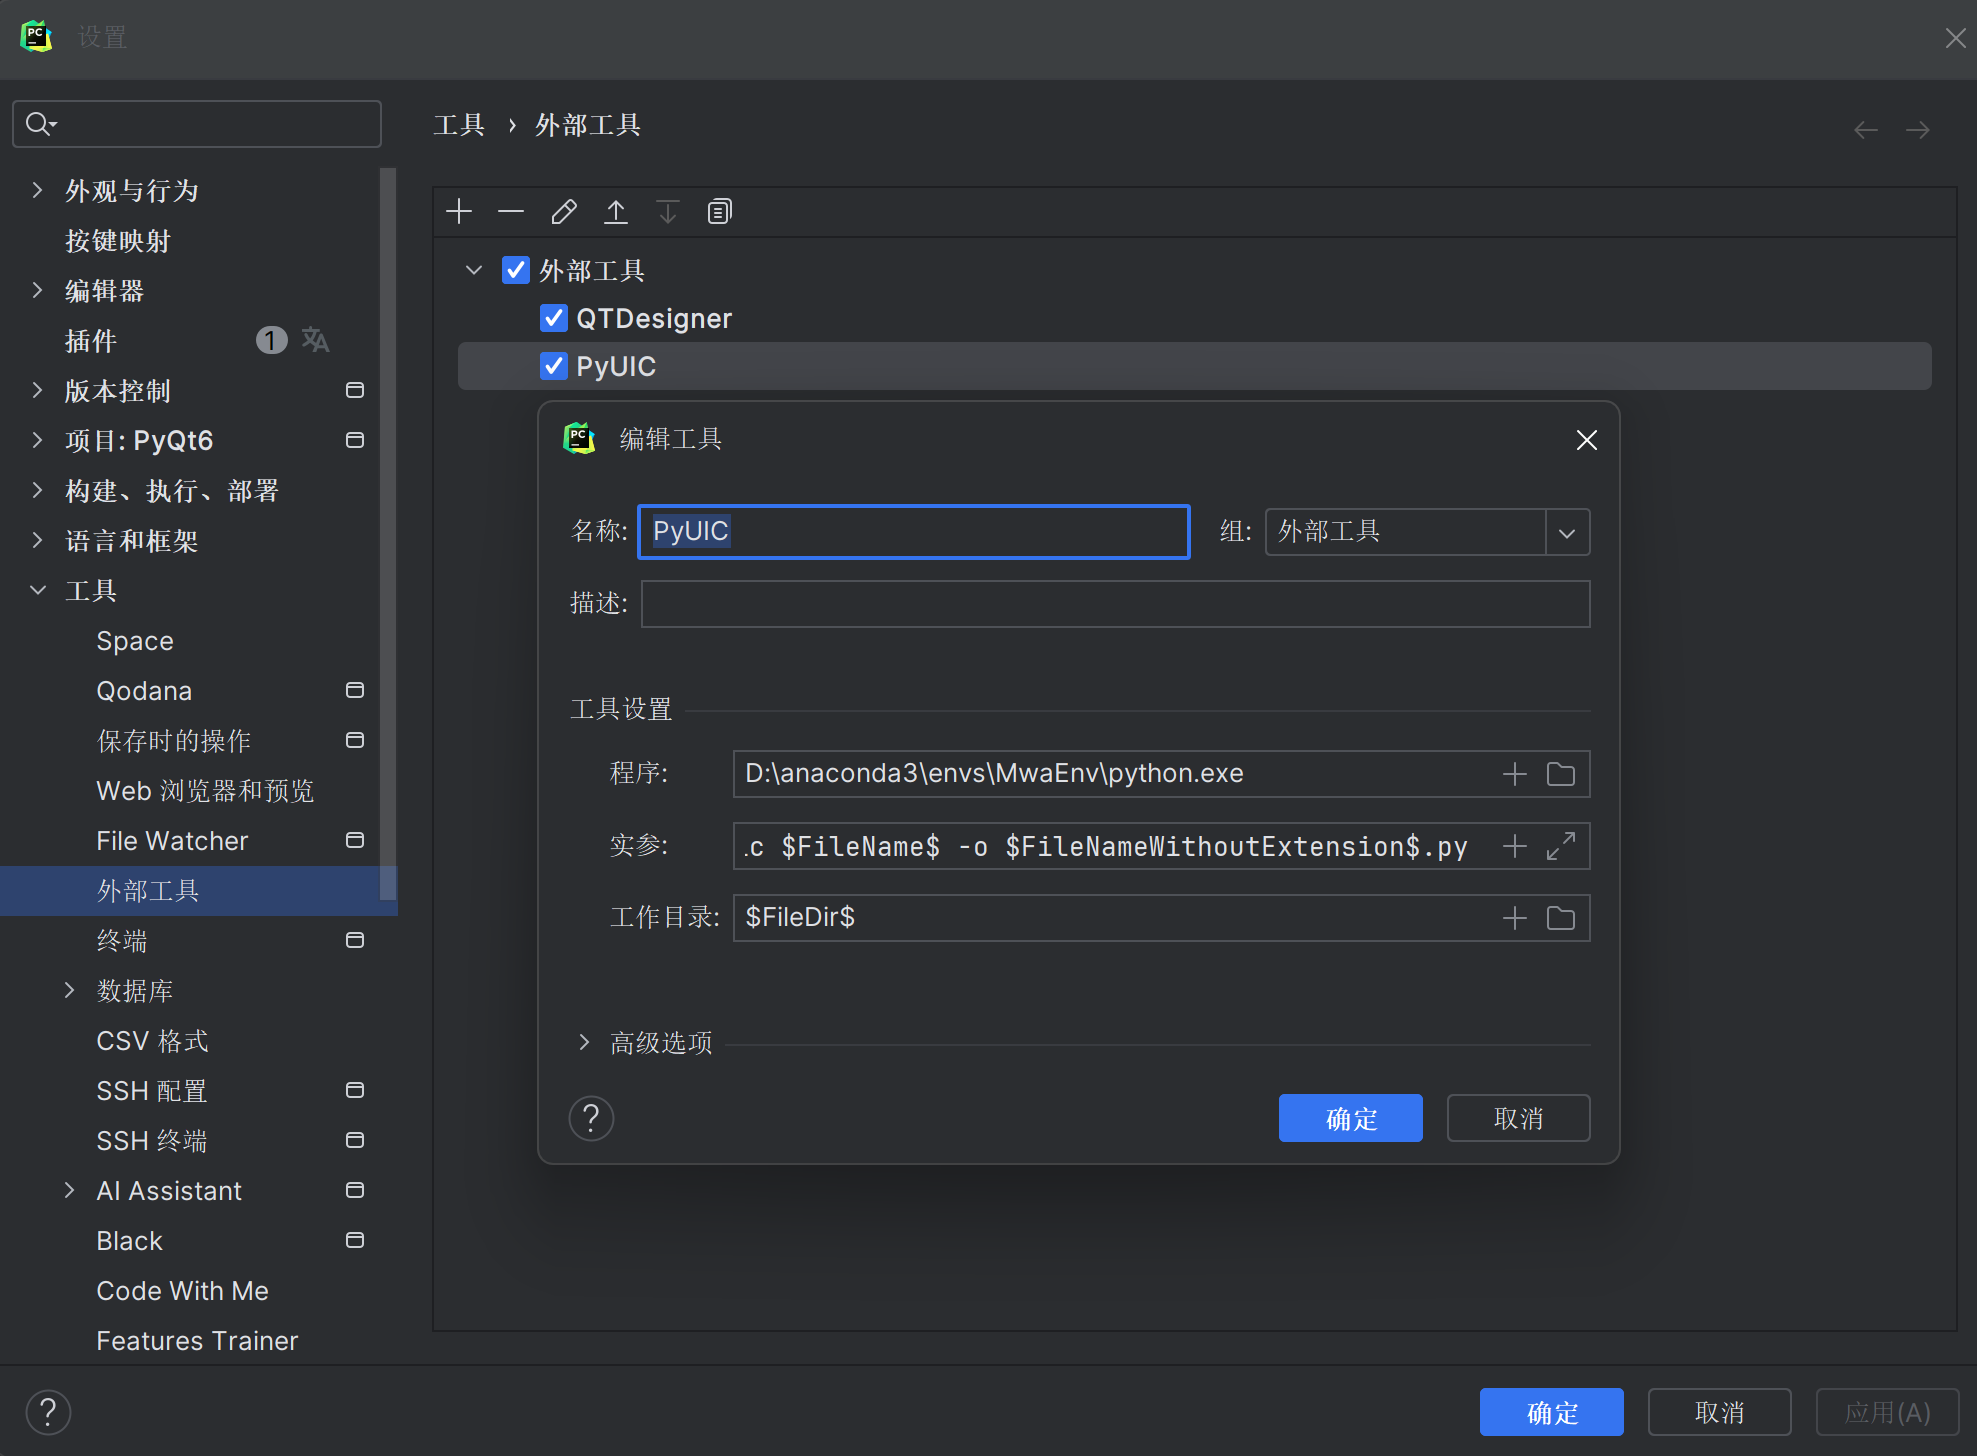 设置
工具 › 外部工具
外观与行为
按键映射
编辑器
插件 1
版本控制
项目: PyQt6
构建、执行、部署
语言和框架
工具
Space
Qodana
保存时的操作
Web 浏览器和预览
File Watcher
外部工具
终端
数据库
CSV 格式
SSH 配置
SSH 终端
AI Assistant
Black
Code With Me
Features Trainer
外部工具
QTDesigner
PyUIC
编辑工具
名称: PyUIC 组: 外部工具
描述:
工具设置
程序: D:\anaconda3\envs\MwaEnv\python.exe
实参: .c $FileName$ -o $FileNameWithoutExtension$.py
工作目录: $FileDir$
高级选项
? 确定 取消
? 确定 取消 应用(A)